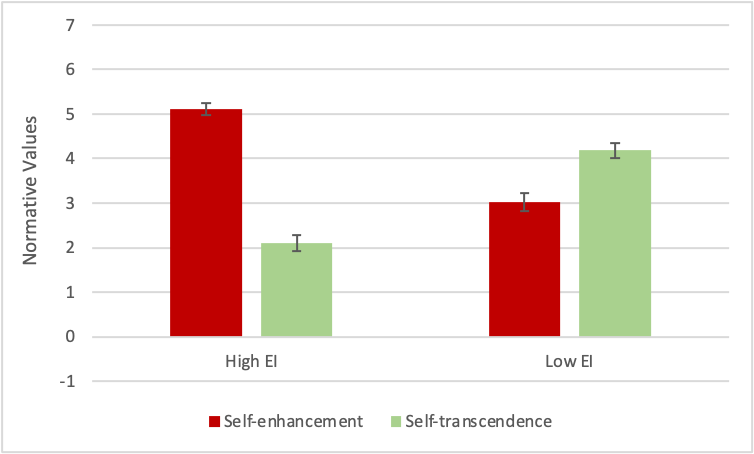 Normative Values
7
6
5
4
3
2
1
0
-1
High EI
Low EI
Self-enhancement
Self-transcendence